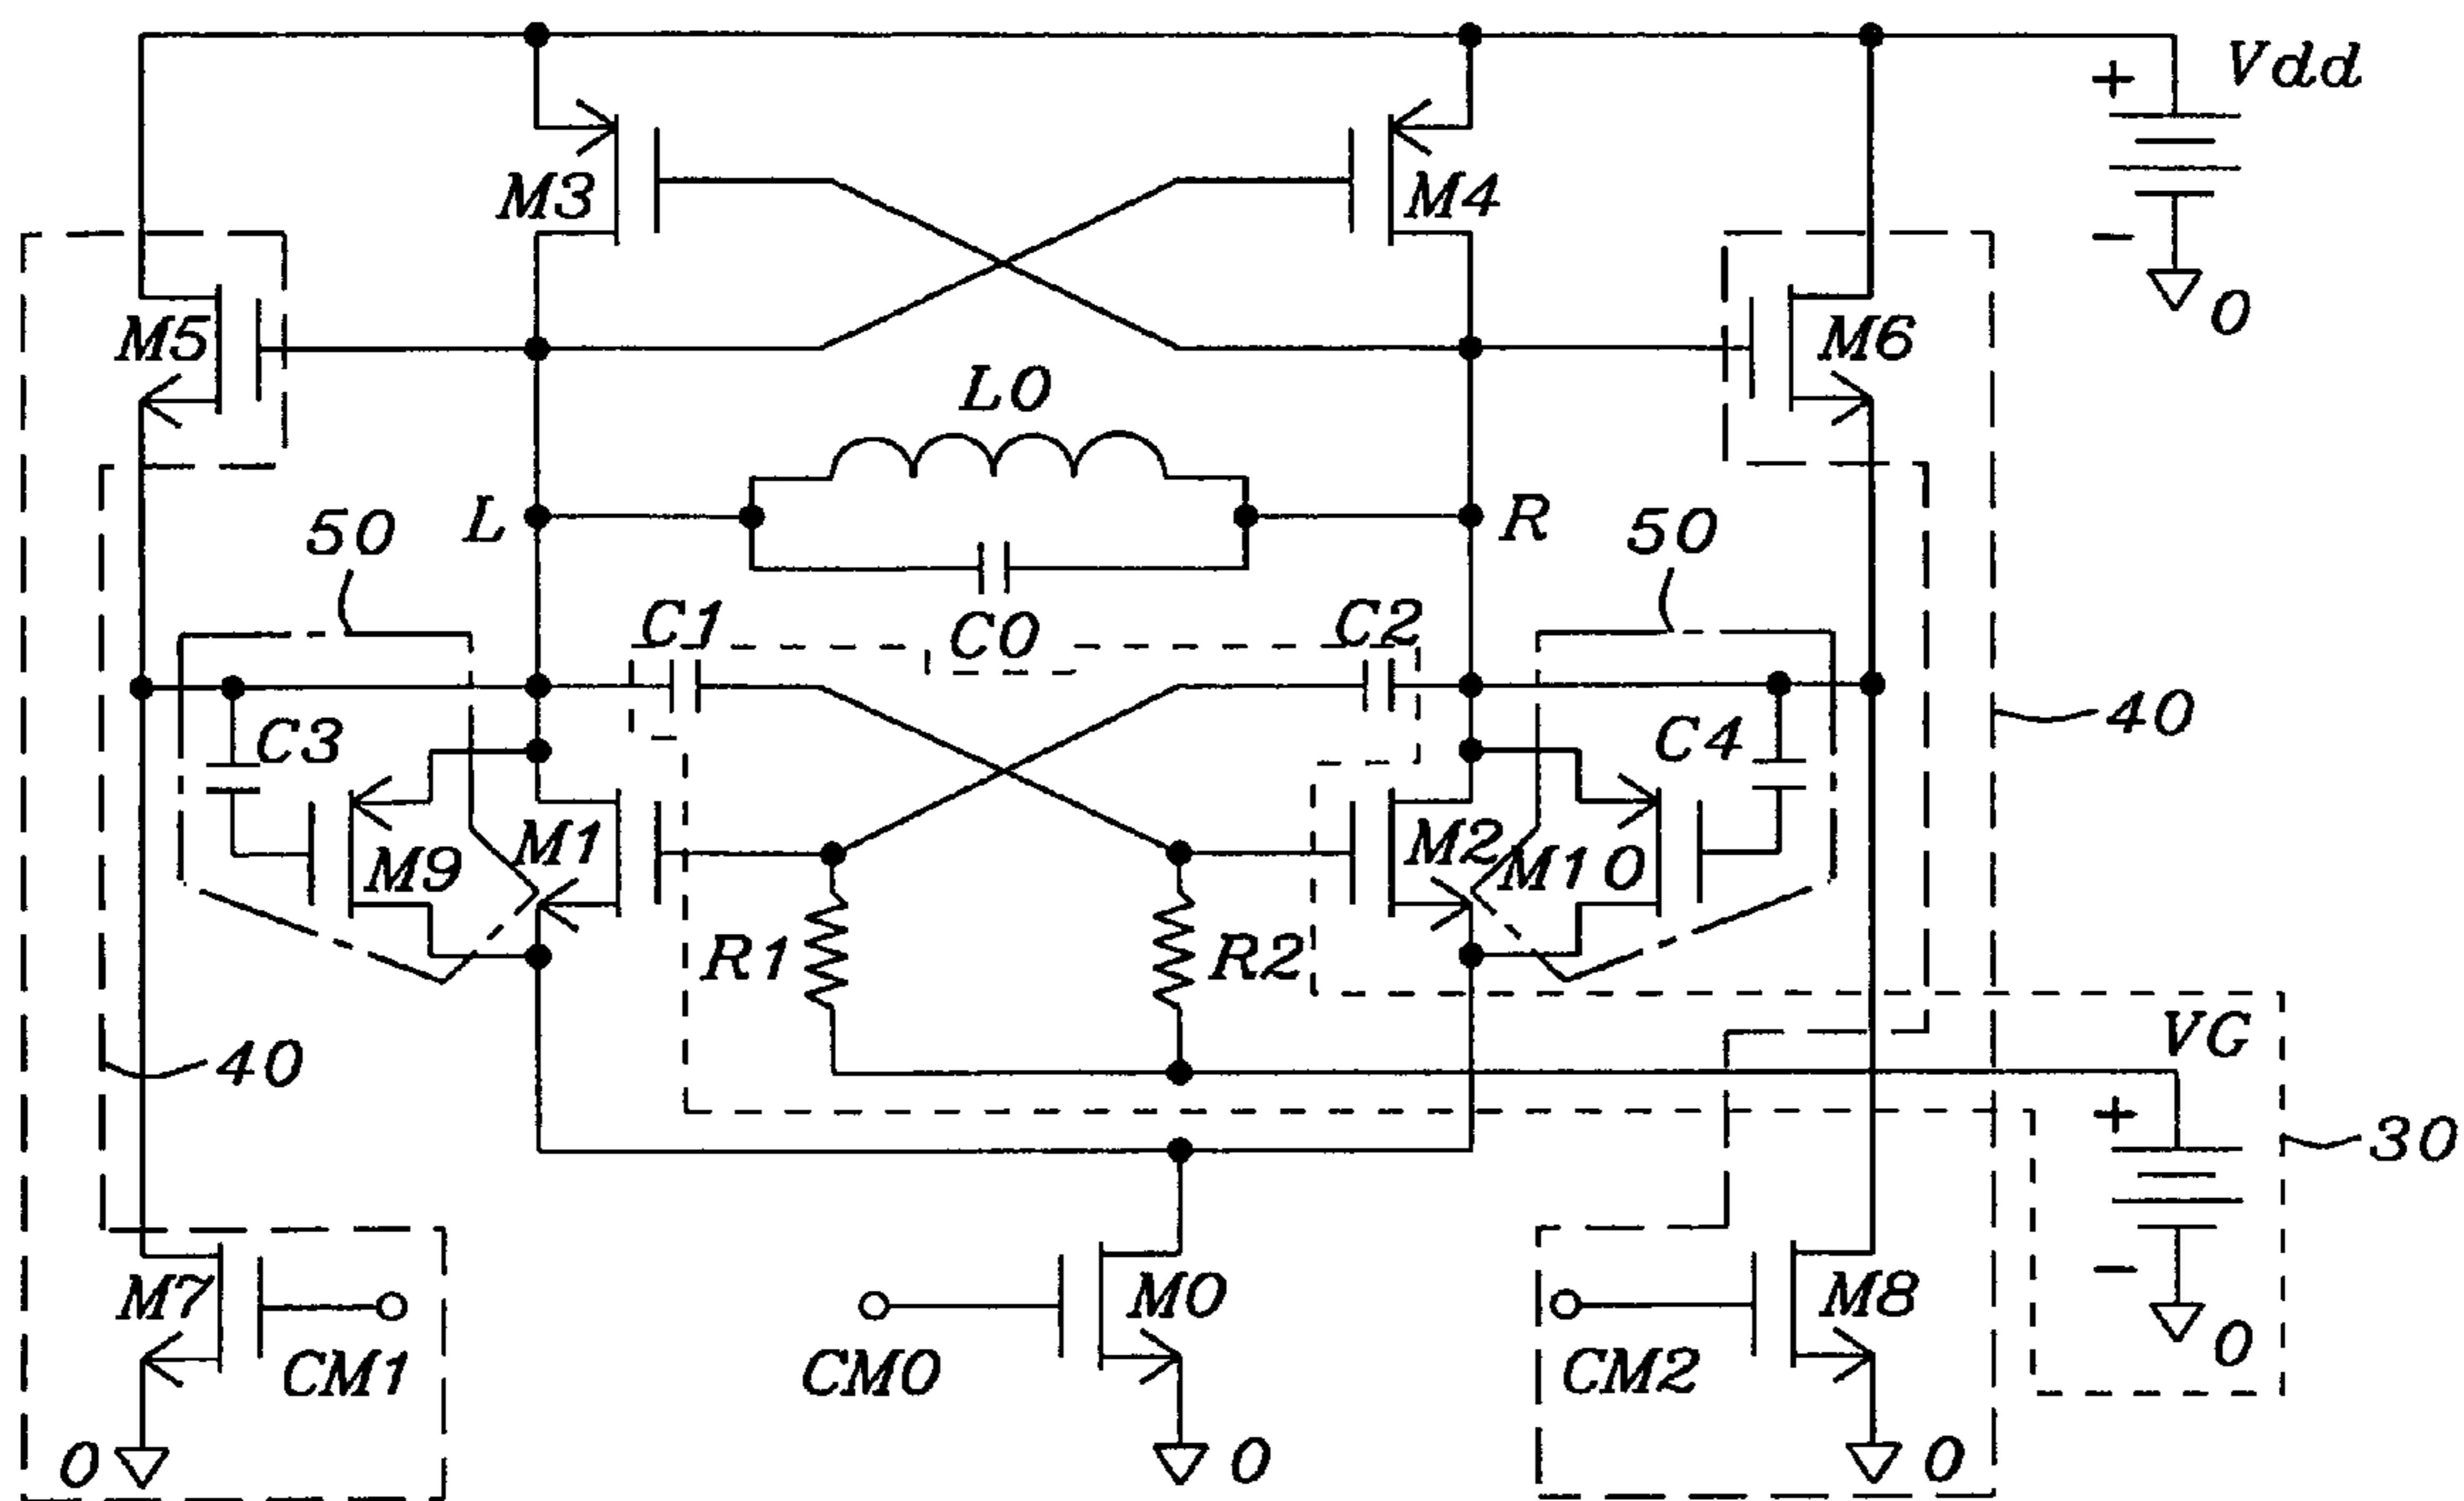 + Vdd
M3 M4
− 0
M5 M6
L0
L R
50 50
C1 C0 C2
C3 C4 40
M9 M1 M2 M10
R1 R2
40 VG
+ 30
M7 M0 M8 −
CM1 CM0 CM2 0
0 0 0